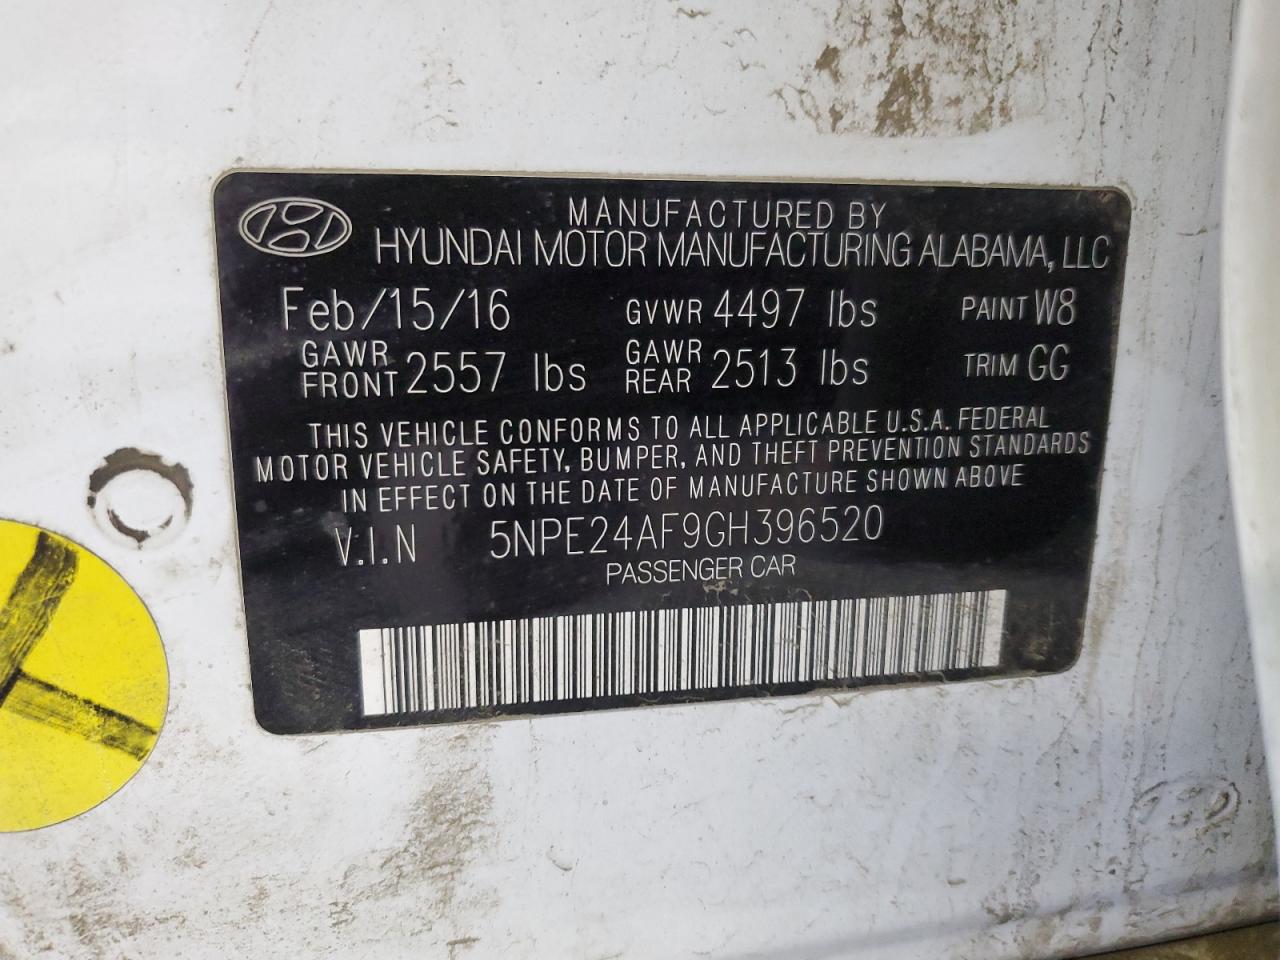 MANUFACTURED BY
HYUNDAI MOTOR MANUFACTURING ALABAMA, LLC
Feb/15/16 GVWR 4497 lbs PAINT W8
GAWR FRONT 2557 lbs GAWR REAR 2513 lbs TRIM GG
THIS VEHICLE CONFORMS TO ALL APPLICABLE U.S.A. FEDERAL
MOTOR VEHICLE SAFETY, BUMPER, AND THEFT PREVENTION STANDARDS
IN EFFECT ON THE DATE OF MANUFACTURE SHOWN ABOVE
V.I.N 5NPE24AF9GH396520
PASSENGER CAR